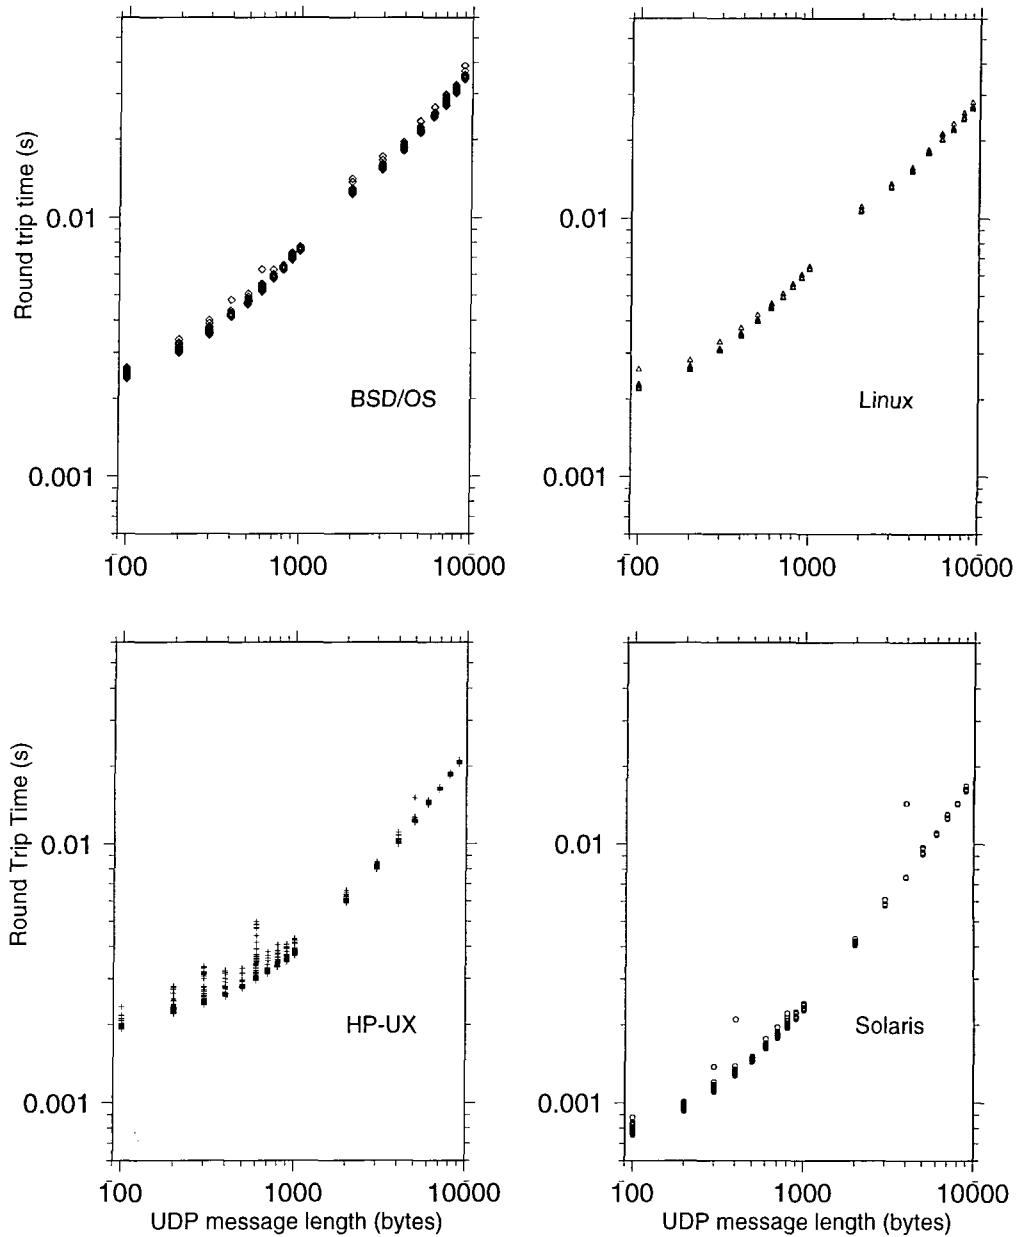 Round trip time (s)
0.01
0.001
BSD/OS
100
1000
10000
0.01
0.001
Linux
100
1000
10000
Round Trip Time (s)
0.01
0.001
HP-UX
100
1000
10000
UDP message length (bytes)
0.01
0.001
Solaris
100
1000
10000
UDP message length (bytes)